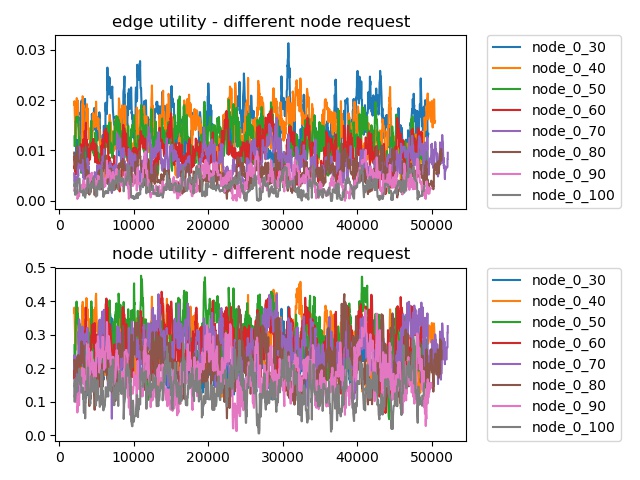 edge utility - different node request
0.03
0.02
0.01
0.00
0 10000 20000 30000 40000 50000
node_0_30
node_0_40
node_0_50
node_0_60
node_0_70
node_0_80
node_0_90
node_0_100
node utility - different node request
0.5
0.4
0.3
0.2
0.1
0.0
0 10000 20000 30000 40000 50000
node_0_30
node_0_40
node_0_50
node_0_60
node_0_70
node_0_80
node_0_90
node_0_100